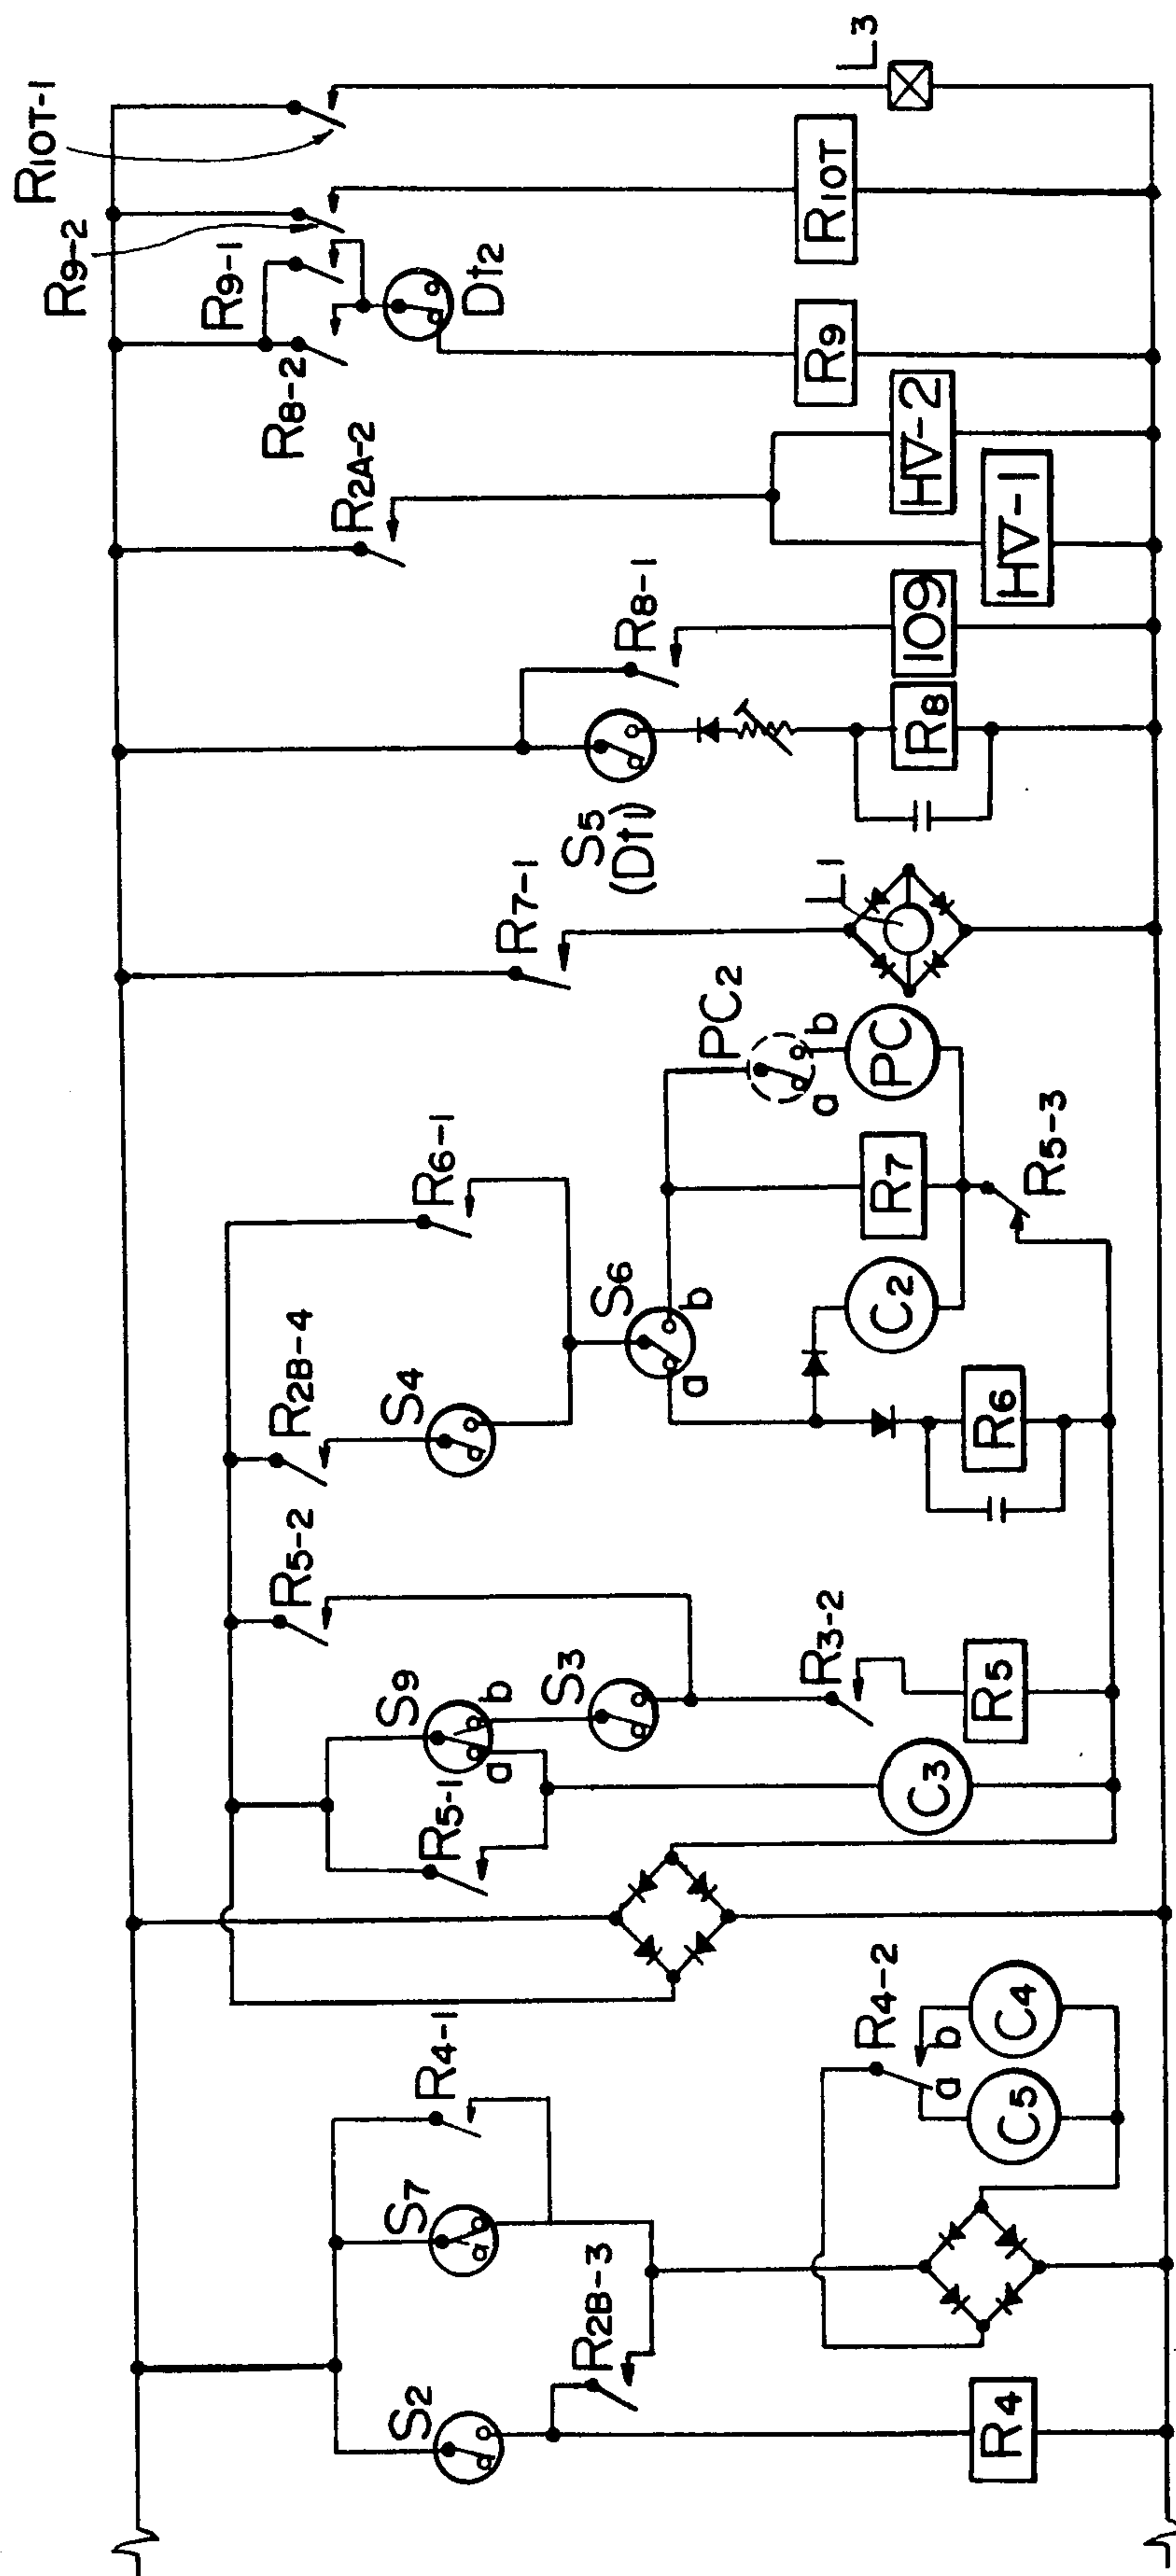 R10T-1
L3
R9-2
R9-1
R8-2
Dt2
R10T
R9
R2A-2
HV-2
HV-1
R8-1
109
S5
(Dt1)
R8
R7-1
L1
PC2
a
b
PC
R6-1
R7
R5-3
S6
a
b
C2
R2B-4
S4
R6
R5-2
S9
a
b
S3
R3-2
R5
R5-1
C3
R4-1
R4-2
a
b
C4
C5
S7
R2B-3
S2
R4